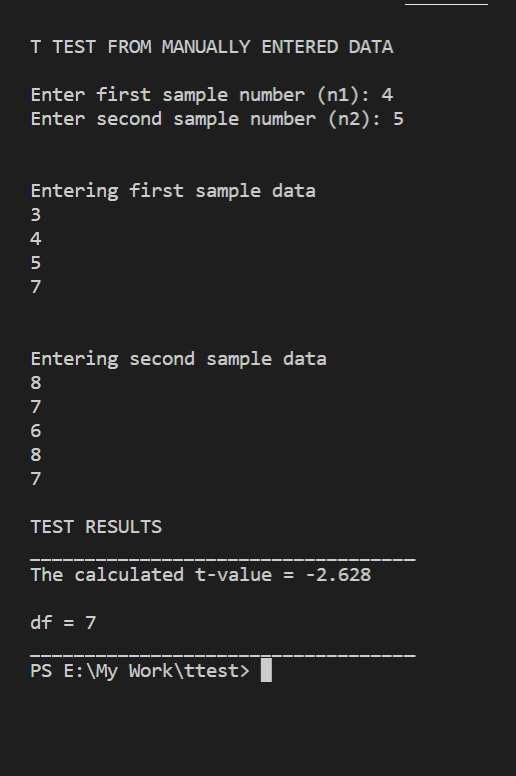 T TEST FROM MANUALLY ENTERED DATA
Enter first sample number (n1): 4
Enter second sample number (n2): 5
Entering first sample data
3
4
5
7
Entering second sample data
8
7
6
8
7
TEST RESULTS
___________________________________
The calculated t-value = -2.628
df = 7
___________________________________
PS E:\My Work\ttest>